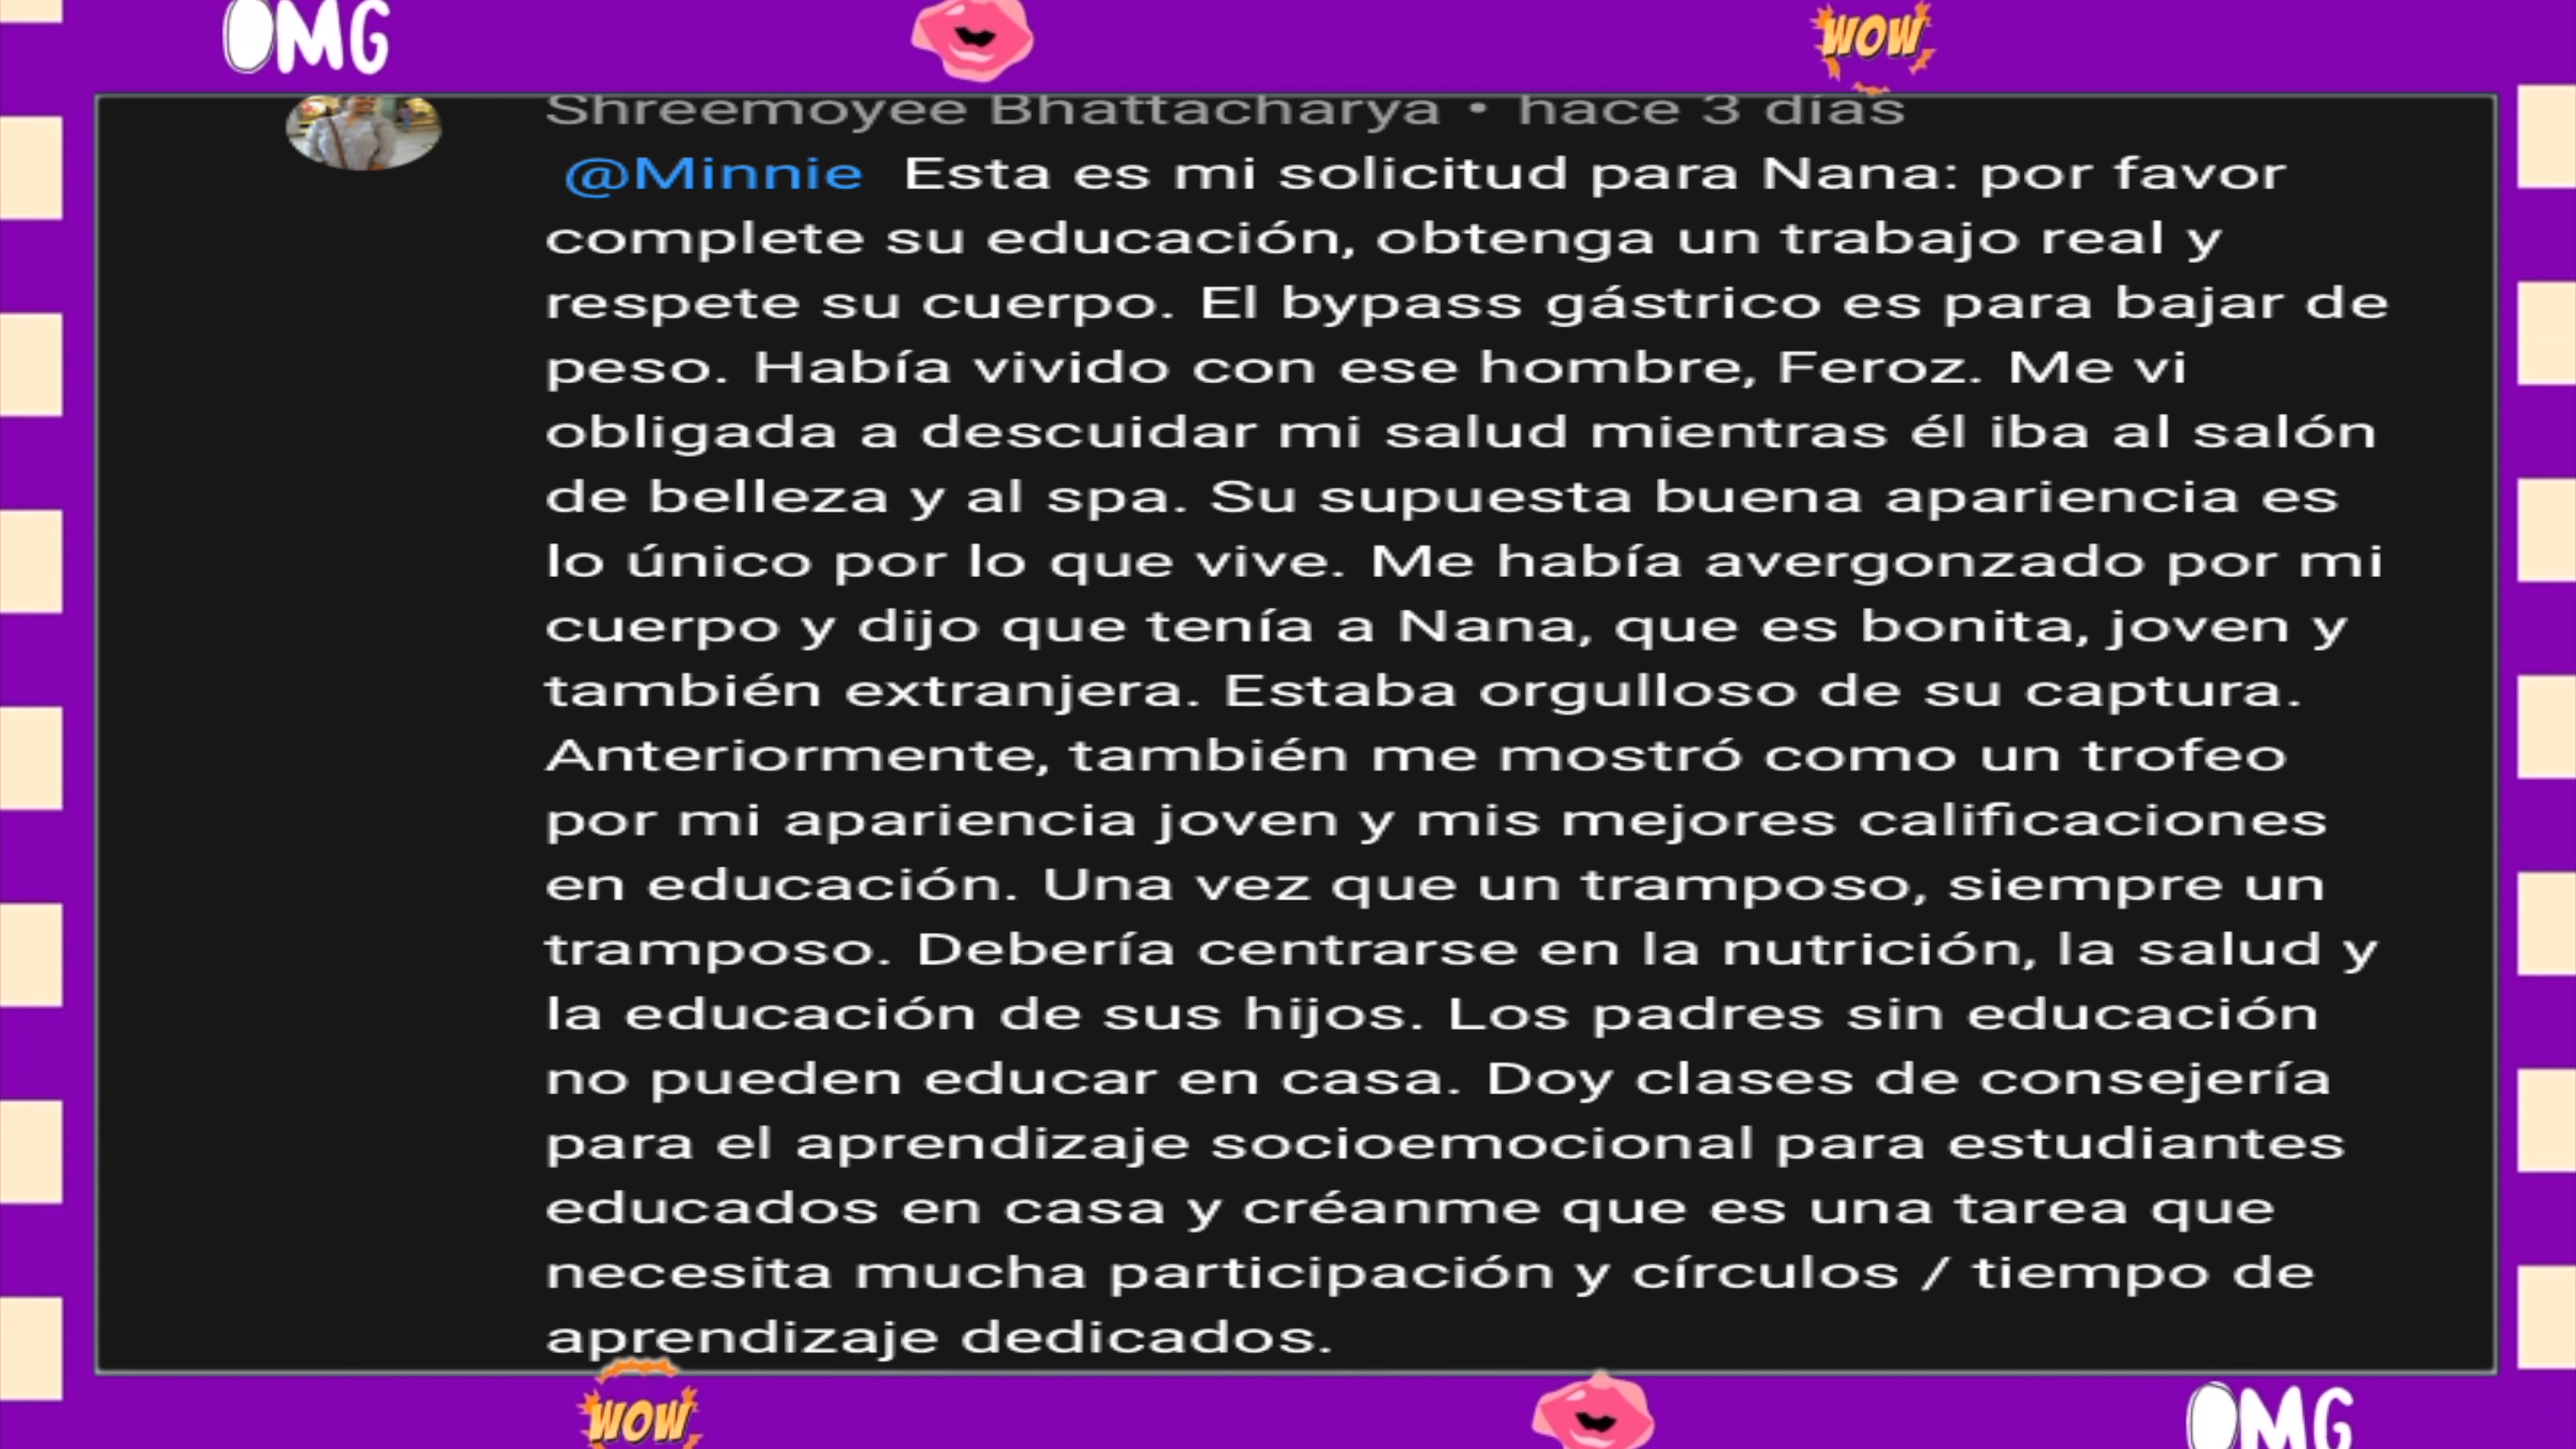 OMG
WOW
Shreemoyee Bhattacharya • hace 3 días
@Minnie Esta es mi solicitud para Nana: por favor
complete su educación, obtenga un trabajo real y
respete su cuerpo. El bypass gástrico es para bajar de
peso. Había vivido con ese hombre, Feroz. Me vi
obligada a descuidar mi salud mientras él iba al salón
de belleza y al spa. Su supuesta buena apariencia es
lo único por lo que vive. Me había avergonzado por mi
cuerpo y dijo que tenía a Nana, que es bonita, joven y
también extranjera. Estaba orgulloso de su captura.
Anteriormente, también me mostró como un trofeo
por mi apariencia joven y mis mejores calificaciones
en educación. Una vez que un tramposo, siempre un
tramposo. Debería centrarse en la nutrición, la salud y
la educación de sus hijos. Los padres sin educación
no pueden educar en casa. Doy clases de consejería
para el aprendizaje socioemocional para estudiantes
educados en casa y créanme que es una tarea que
necesita mucha participación y círculos / tiempo de
aprendizaje dedicados.
WOW
OMG